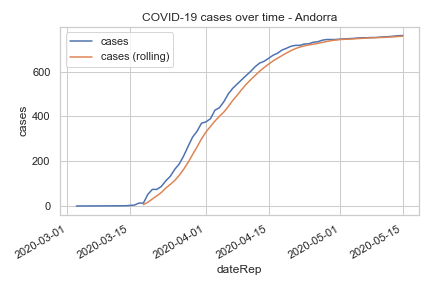 COVID-19 cases over time - Andorra
cases
cases (rolling)
600
400
200
0
cases
2020-03-01
2020-03-15
2020-04-01
2020-04-15
2020-05-01
2020-05-15
dateRep